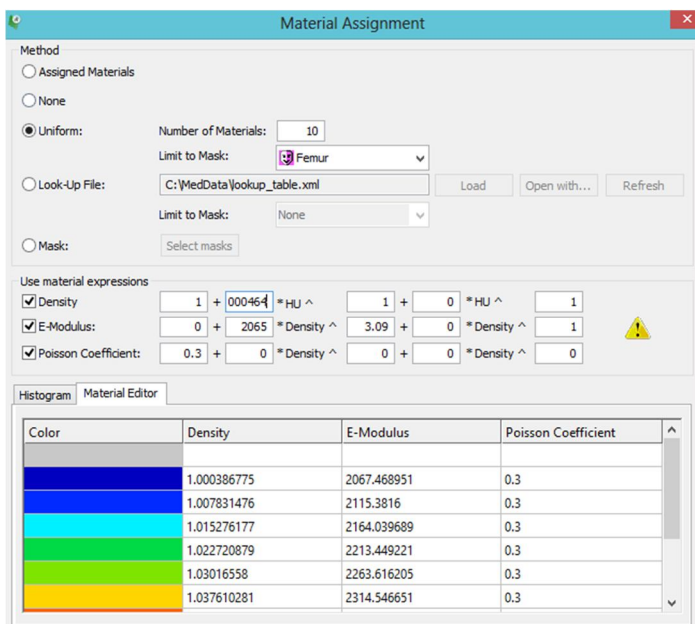 Material Assignment
Method
Assigned Materials
None
Uniform: Number of Materials: 10
Limit to Mask: Femur
Look-Up File: C:\MedData\lookup_table.xml Load Open with... Refresh
Limit to Mask: None
Mask: Select masks
Use material expressions
Density 1 + 000464 * HU ^ 1 + 0 * HU ^ 1
E-Modulus: 0 + 2065 * Density ^ 3.09 + 0 * Density ^ 1
Poisson Coefficient: 0.3 + 0 * Density ^ 0 + 0 * Density ^ 0
Histogram Material Editor
Color Density E-Modulus Poisson Coefficient
1.000386775 2067.468951 0.3
1.007831476 2115.3816 0.3
1.015276177 2164.039689 0.3
1.022720879 2213.449221 0.3
1.03016558 2263.616205 0.3
1.037610281 2314.546651 0.3